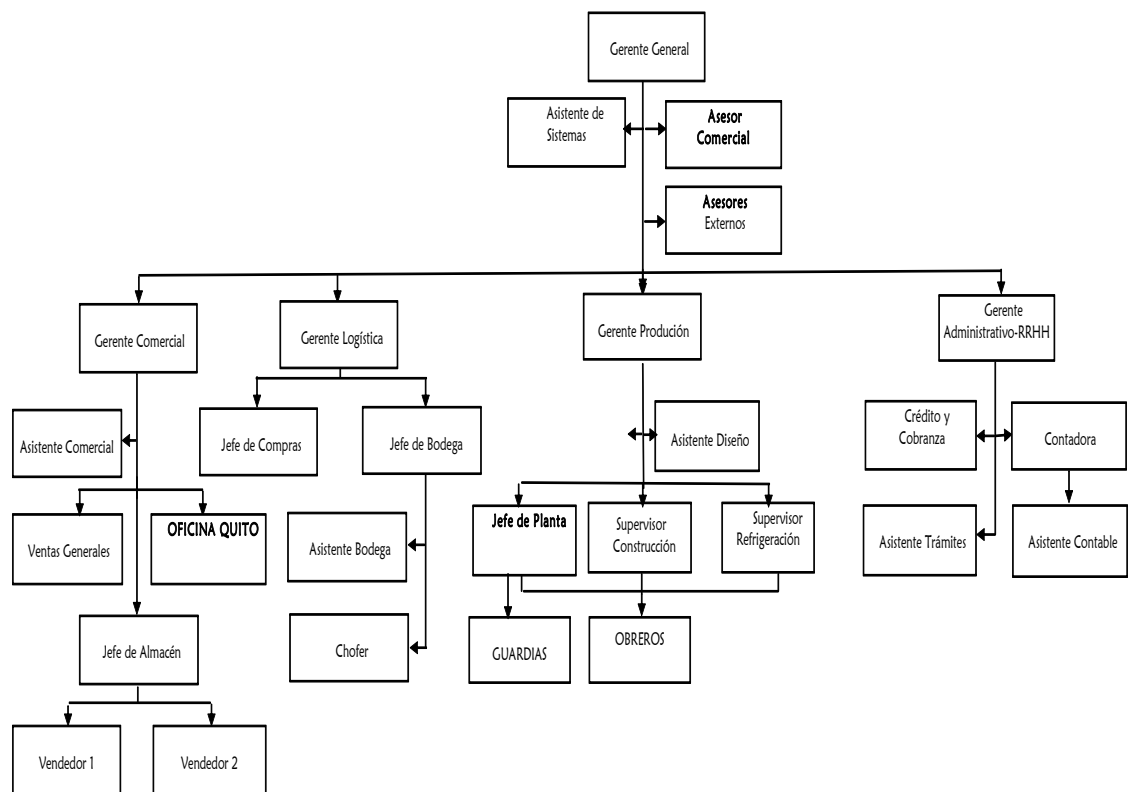 Gerente General
Asistente de
Sistemas
Asesor
Comercial
Asesores
Externos
Gerente Comercial
Gerente Logística
Gerente Produción
Gerente
Administrativo-RRHH
Asistente Comercial
Jefe de Compras
Jefe de Bodega
Asistente Diseño
Crédito y
Cobranza
Contadora
Ventas Generales
OFICINA QUITO
Asistente Bodega
Jefe de Planta
Supervisor
Construcción
Supervisor
Refrigeración
Asistente Trámites
Asistente Contable
Jefe de Almacén
Chofer
GUARDIAS
OBREROS
Vendedor 1
Vendedor 2